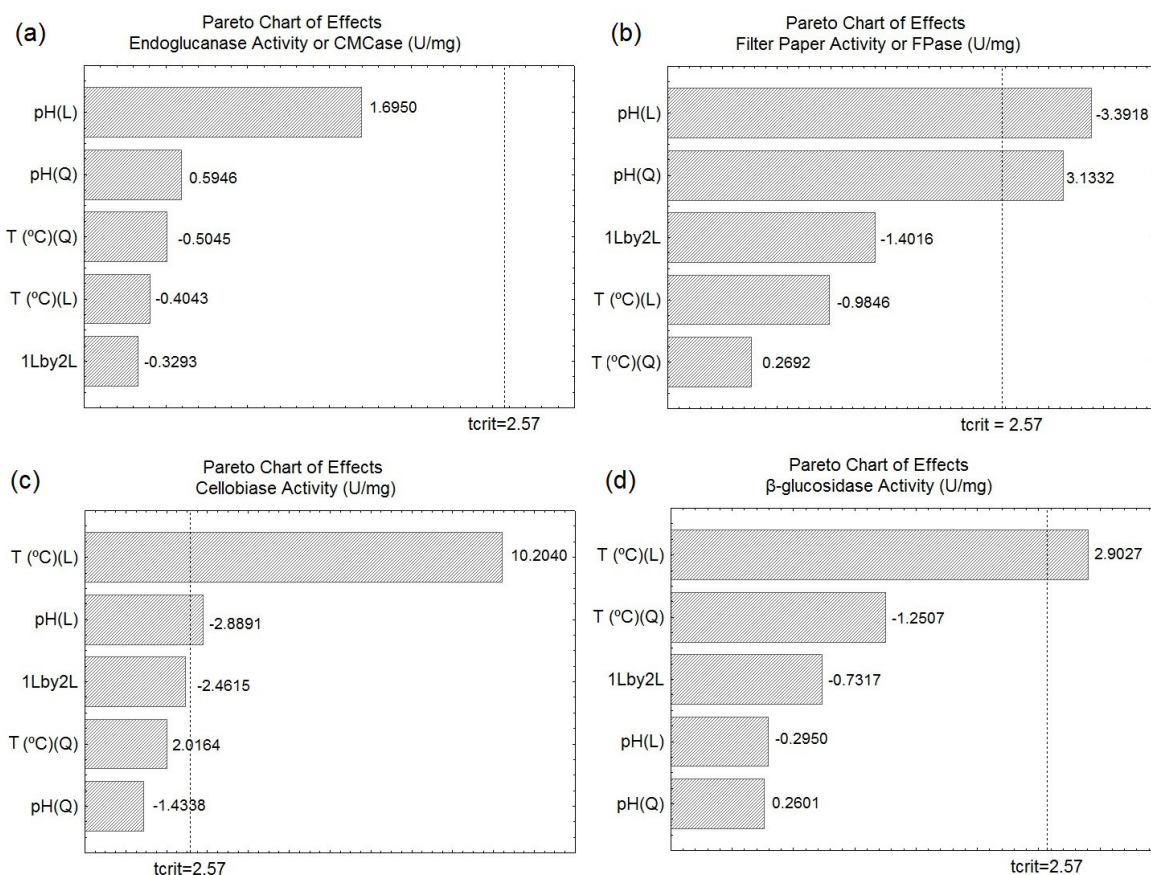 (a)
Pareto Chart of Effects
Endoglucanase Activity or CMCase (U/mg)
pH(L)
1.6950
pH(Q)
0.5946
T (ºC)(Q)
-0.5045
T (ºC)(L)
-0.4043
1Lby2L
-0.3293
tcrit=2.57
(b)
Pareto Chart of Effects
Filter Paper Activity or FPase (U/mg)
pH(L)
-3.3918
pH(Q)
3.1332
1Lby2L
-1.4016
T (ºC)(L)
-0.9846
T (ºC)(Q)
0.2692
tcrit = 2.57
(c)
Pareto Chart of Effects
Cellobiase Activity (U/mg)
T (ºC)(L)
10.2040
pH(L)
-2.8891
1Lby2L
-2.4615
T (ºC)(Q)
2.0164
pH(Q)
-1.4338
tcrit=2.57
(d)
Pareto Chart of Effects
β-glucosidase Activity (U/mg)
T (ºC)(L)
2.9027
T (ºC)(Q)
-1.2507
1Lby2L
-0.7317
pH(L)
-0.2950
pH(Q)
0.2601
tcrit=2.57